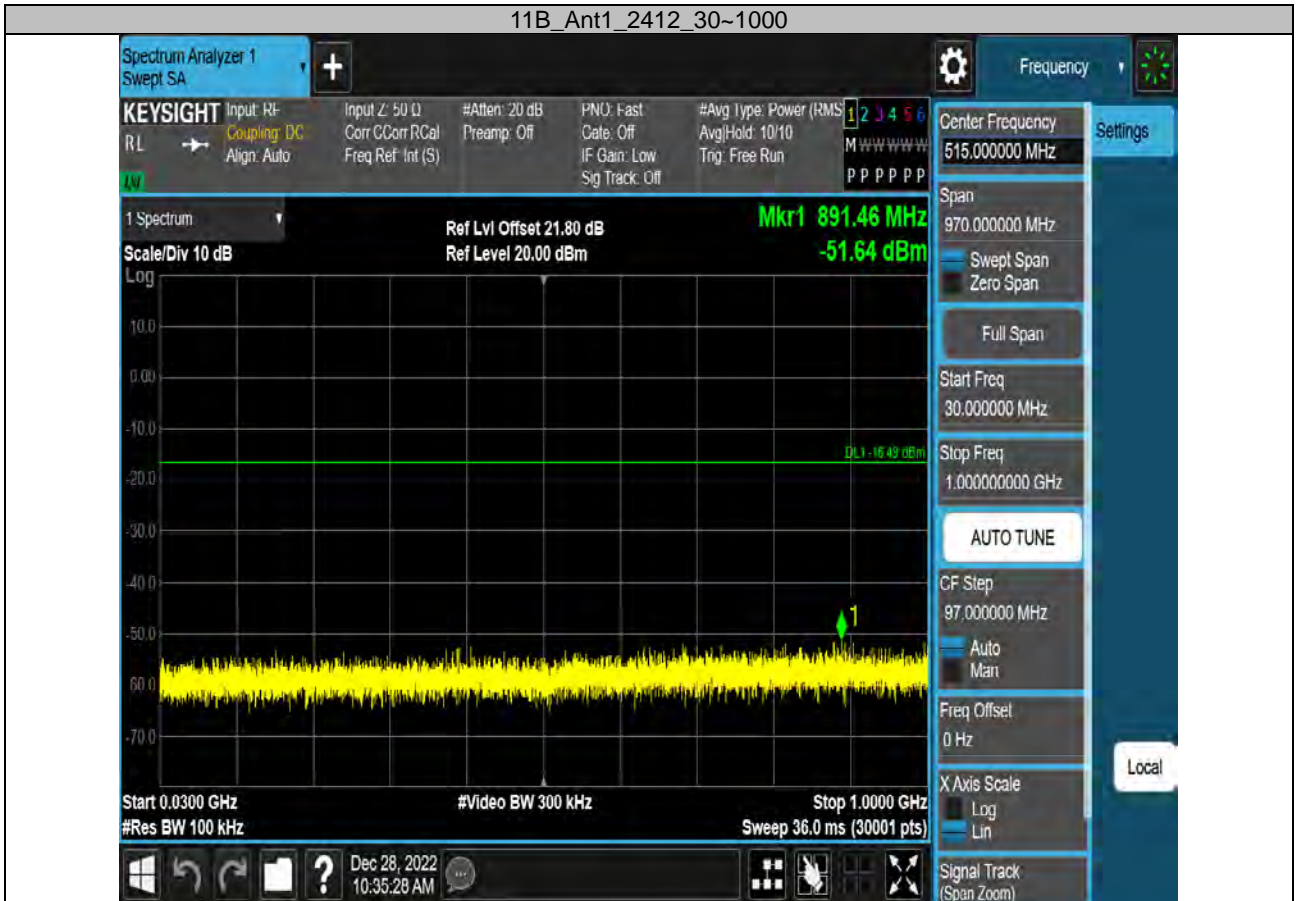 11B_Ant1_2412_30~1000
Spectrum Analyzer 1
Swept SA
+
Frequency
KEYSIGHT
RL
Input: RF
Coupling: DC
Align: Auto
Input Z: 50 Ω
Corr CCorr RCal
Freq Ref: Int (S)
#Atten: 20 dB
Preamp: Off
PNO: Fast
Gate: Off
IF Gain: Low
Sig Track: Off
#Avg Type: Power (RMS
Avg|Hold: 10/10
Trig: Free Run
1 2 3 4 5 6
M W W W W W
P P P P P P
1 Spectrum
Scale/Div 10 dB
Ref Lvl Offset 21.80 dB
Ref Level 20.00 dBm
Mkr1 891.46 MHz
-51.64 dBm
Log
10.0
0.00
-10.0
DL1 -16.49 dBm
-20.0
-30.0
-40.0
1
-50.0
-60.0
-70.0
Start 0.0300 GHz
#Video BW 300 kHz
Stop 1.0000 GHz
#Res BW 100 kHz
Sweep 36.0 ms (30001 pts)
?
Dec 28, 2022
10:35:28 AM
Center Frequency
515.000000 MHz
Settings
Span
970.000000 MHz
Swept Span
Zero Span
Full Span
Start Freq
30.000000 MHz
Stop Freq
1.000000000 GHz
AUTO TUNE
CF Step
97.000000 MHz
Auto
Man
Freq Offset
0 Hz
X Axis Scale
Log
Lin
Local
Signal Track
(Span Zoom)